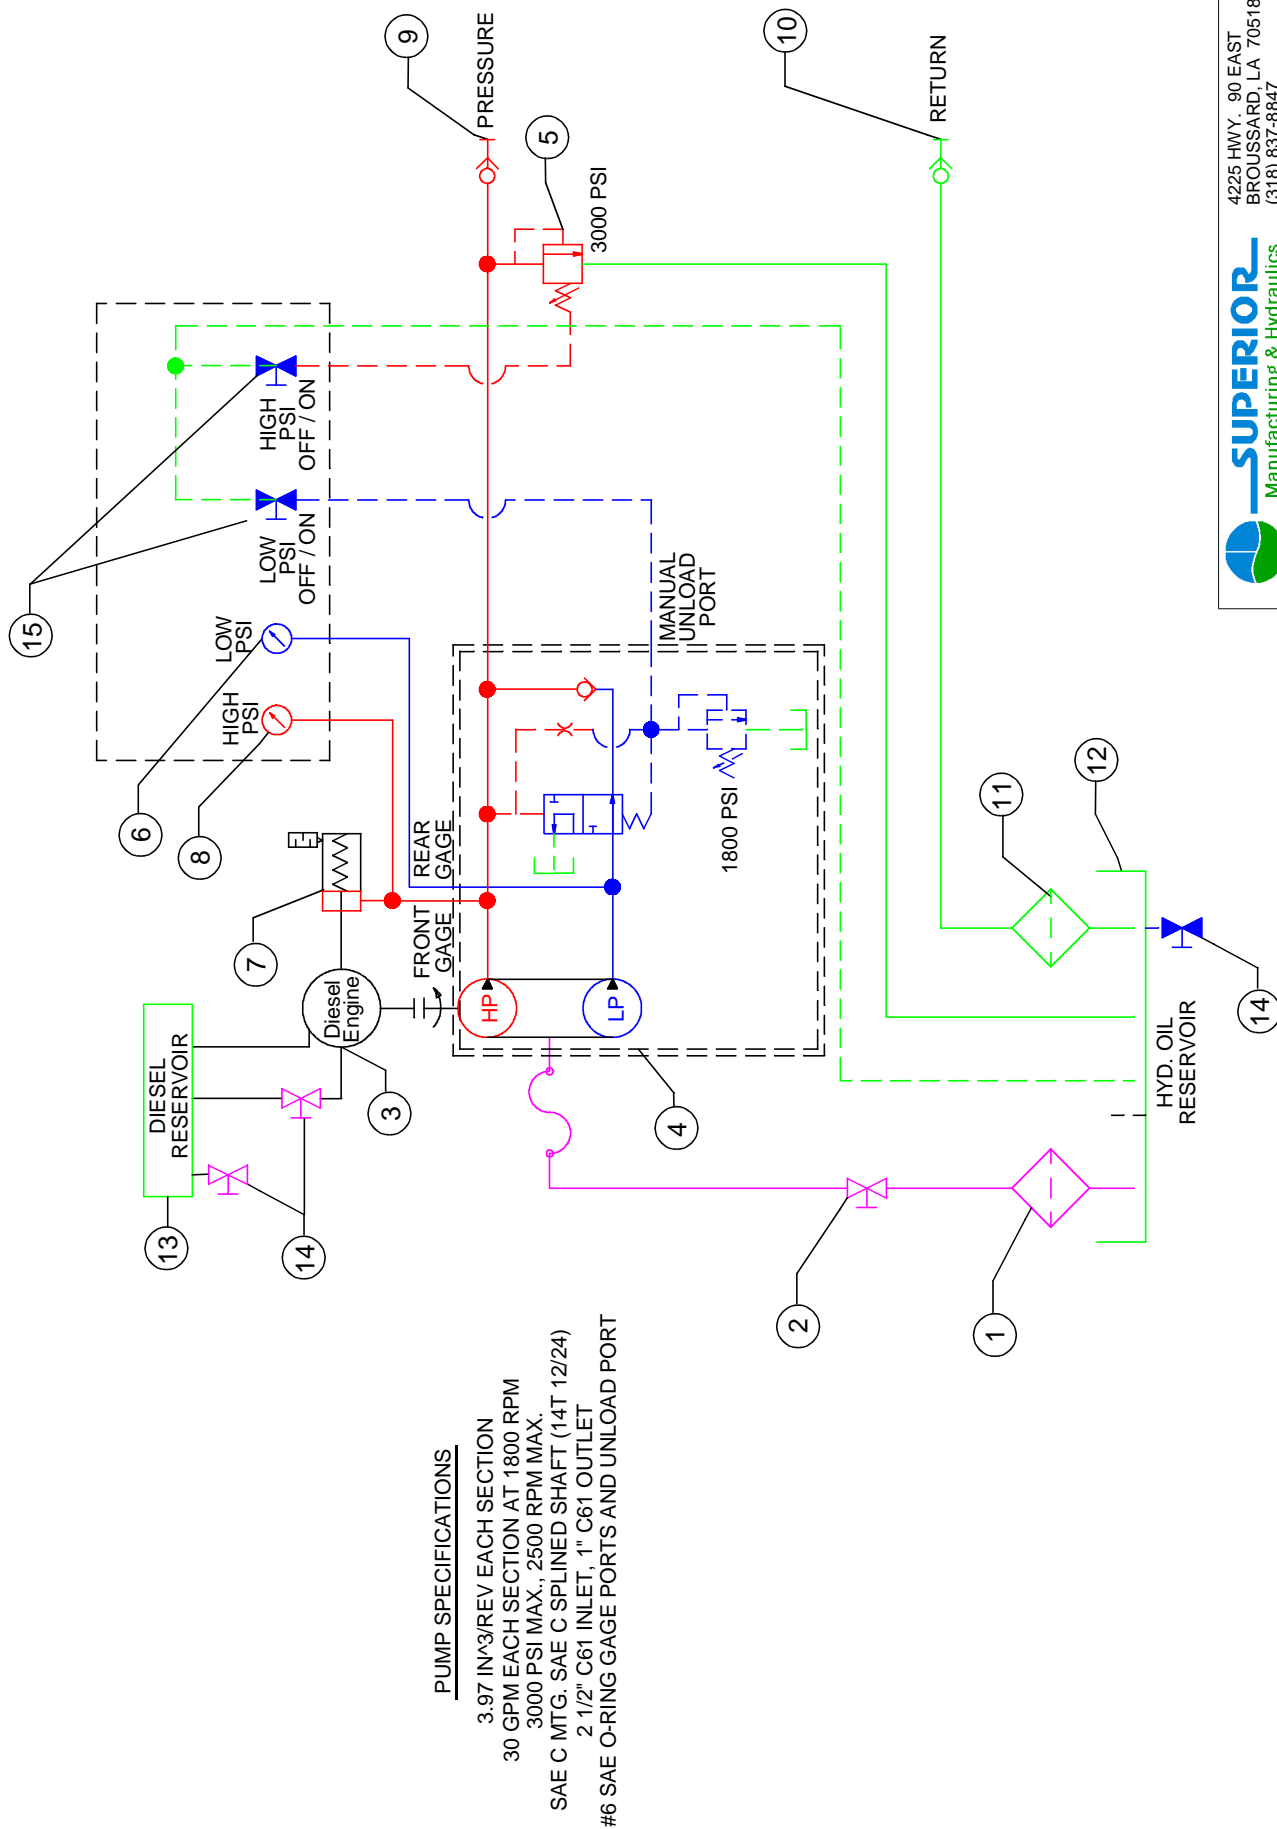 DIESEL
RESERVOIR
13
14
Diesel
Engine
3
7
8
6
15
HIGH
PSI
LOW
PSI
LOW
PSI
OFF / ON
HIGH
PSI
OFF / ON
FRONT
GAGE
REAR
GAGE
HP
LP
4
MANUAL
UNLOAD
PORT
1800 PSI
9
PRESSURE
5
3000 PSI
10
RETURN
2
1
11
12
14
HYD. OIL
RESERVOIR
PUMP SPECIFICATIONS
3.97 IN^3/REV EACH SECTION
30 GPM EACH SECTION AT 1800 RPM
3000 PSI MAX., 2500 RPM MAX.
SAE C MTG. SAE C SPLINED SHAFT (14T 12/24)
2 1/2" C61 INLET, 1" C61 OUTLET
#6 SAE O-RING GAGE PORTS AND UNLOAD PORT
SUPERIOR
Manufacturing & Hydraulics
4225 HWY. 90 EAST
BROUSSARD, LA 70518
(318) 837-8847